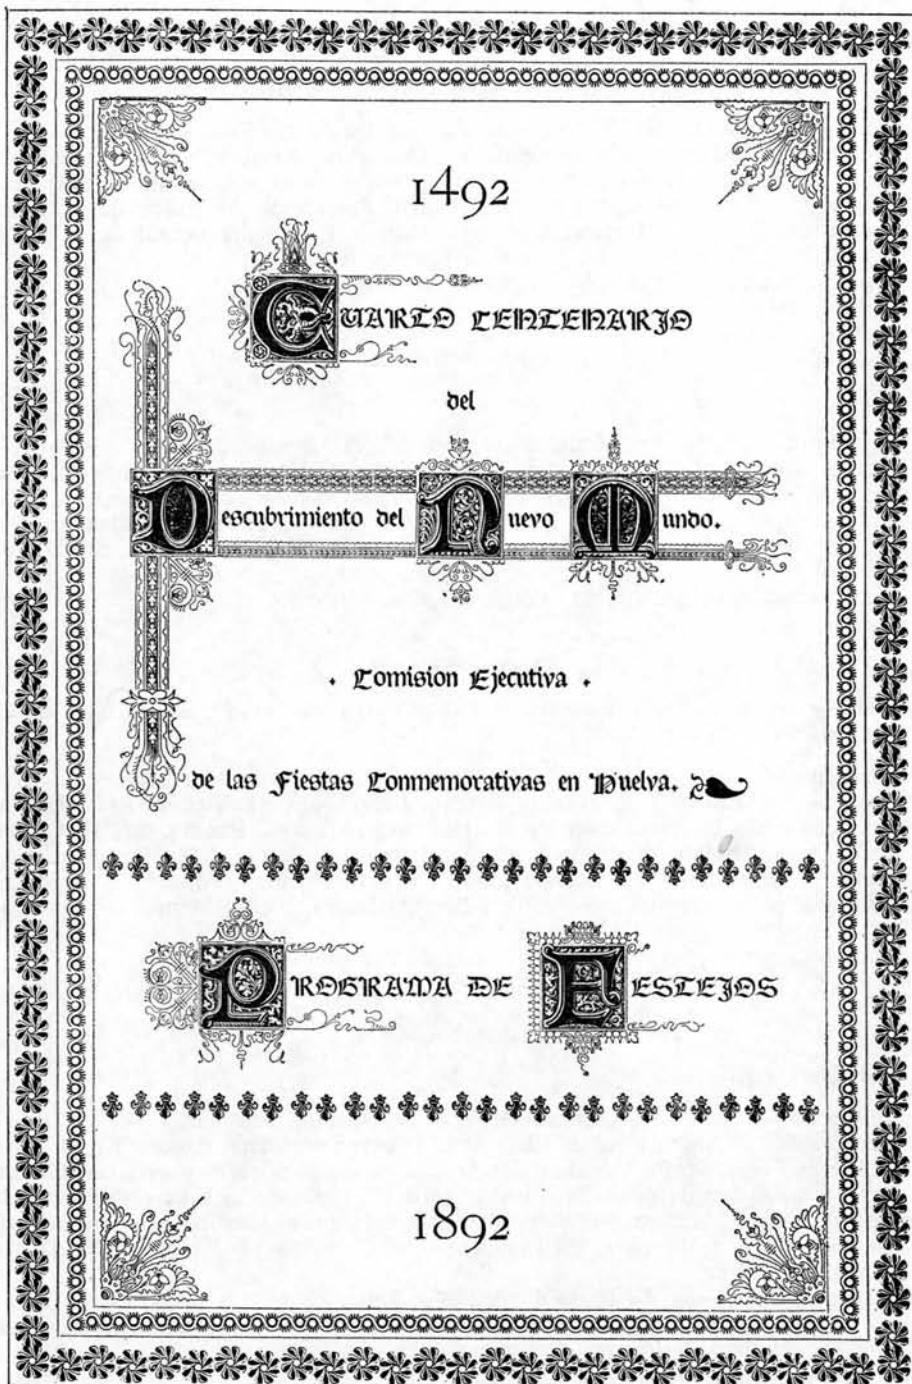 1492
CUARTO CENTENARIO
del
Descubrimiento del Nuevo Mundo.
Comision Ejecutiva
de las Fiestas Conmemorativas en Huelva.
PROGRAMA DE FESTEJOS
1892